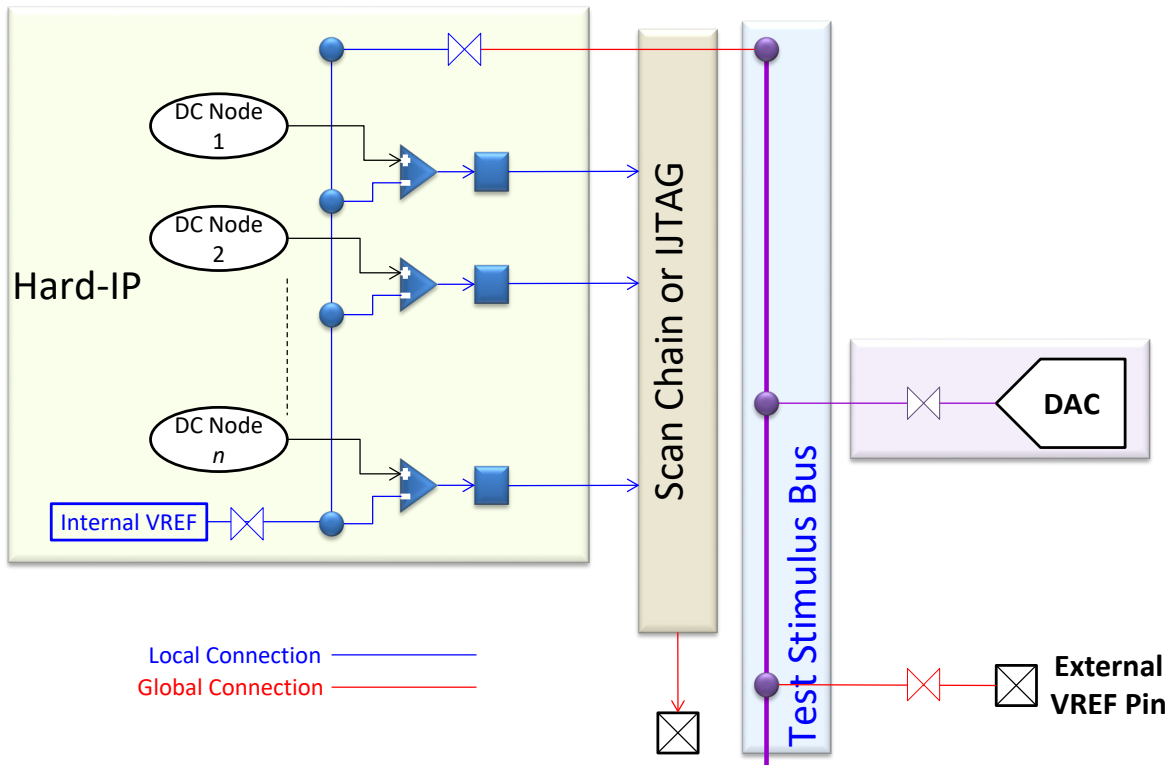 DC Node
1
DC Node
2
Hard-IP
DC Node
n
Internal VREF
Scan Chain or IJTAG
Test Stimulus Bus
DAC
External
VREF Pin
Local Connection
Global Connection